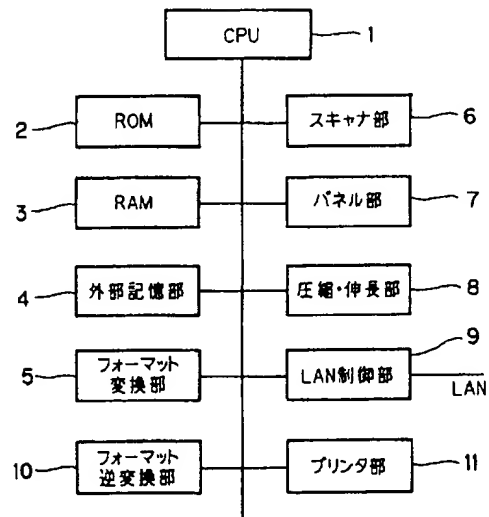 CPU
1
2
ROM
スキャナ部
6
3
RAM
パネル部
7
4
外部記憶部
圧縮・伸長部
8
5
フォーマット
変換部
LAN制御部
9
LAN
10
フォーマット
逆変換部
プリンタ部
11